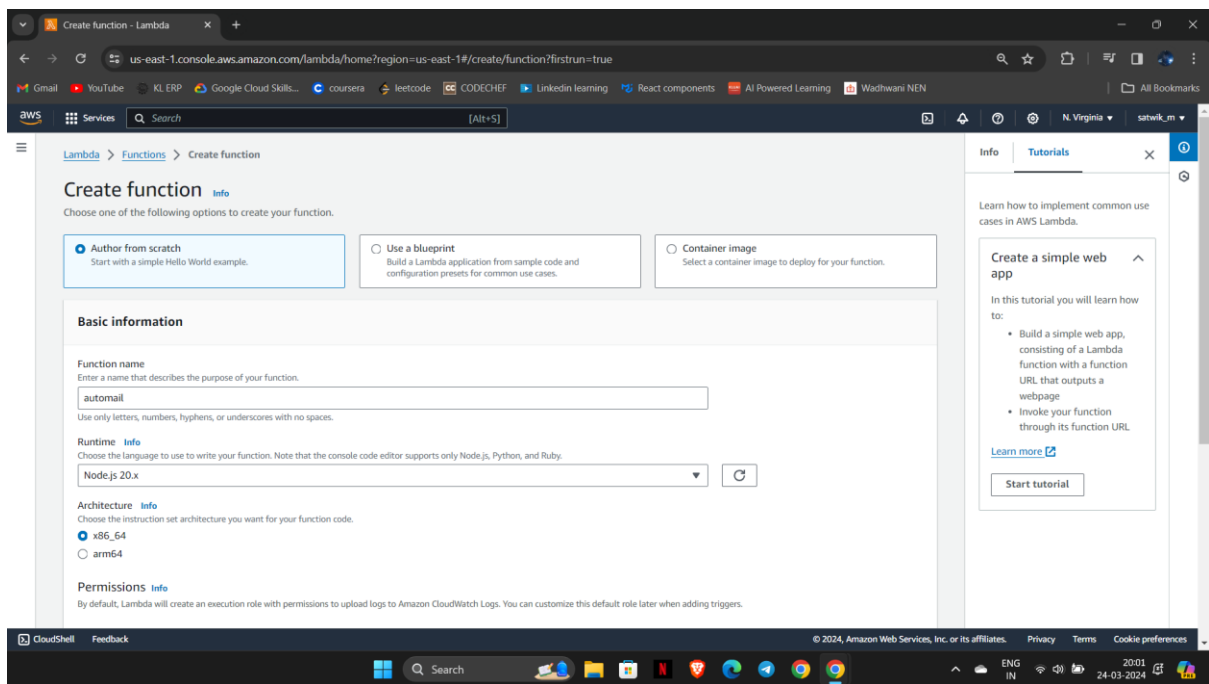 Create function - Lambda
us-east-1.console.aws.amazon.com/lambda/home?region=us-east-1#/create/function?firstrun=true
Gmail YouTube KL ERP Google Cloud Skills... coursera leetcode CODECHEF Linkedin learning React components AI Powered Learning Wadhwani NEN All Bookmarks
aws Services Search [Alt+S] N. Virginia satwik_m
Lambda > Functions > Create function
Create function Info
Choose one of the following options to create your function.
Author from scratch
Start with a simple Hello World example.
Use a blueprint
Build a Lambda application from sample code and
configuration presets for common use cases.
Container image
Select a container image to deploy for your function.
Basic information
Function name
Enter a name that describes the purpose of your function.
automail
Use only letters, numbers, hyphens, or underscores with no spaces.
Runtime Info
Choose the language to use to write your function. Note that the console code editor supports only Node.js, Python, and Ruby.
Node.js 20.x
Architecture Info
Choose the instruction set architecture you want for your function code.
x86_64
arm64
Permissions Info
By default, Lambda will create an execution role with permissions to upload logs to Amazon CloudWatch Logs. You can customize this default role later when adding triggers.
Info Tutorials
Learn how to implement common use
cases in AWS Lambda.
Create a simple web
app
In this tutorial you will learn how
to:
• Build a simple web app,
consisting of a Lambda
function with a function
URL that outputs a
webpage
• Invoke your function
through its function URL
Learn more
Start tutorial
CloudShell Feedback © 2024, Amazon Web Services, Inc. or its affiliates. Privacy Terms Cookie preferences
Search
ENG
IN
20:01
24-03-2024